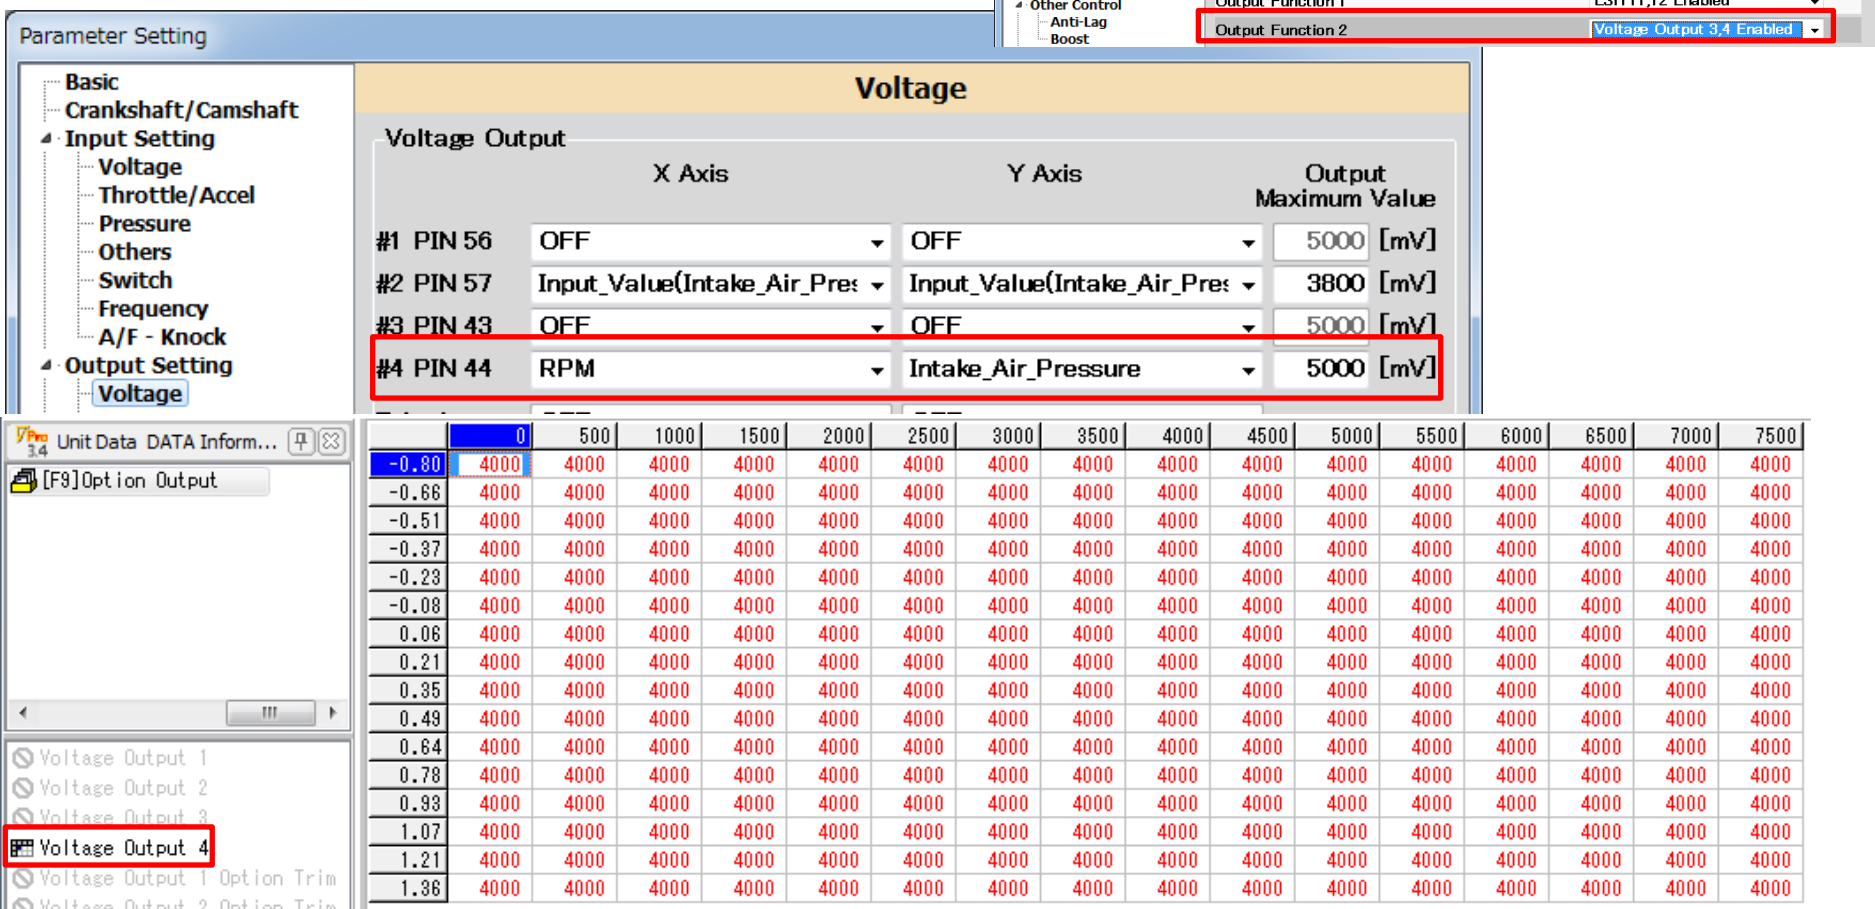 Other Control
Anti-Lag
Boost
Output Function 1
Output Function 2
Voltage Output 3,4 Enabled
Parameter Setting
Basic
Crankshaft/Camshaft
Input Setting
Voltage
Throttle/Accel
Pressure
Others
Switch
Frequency
A/F - Knock
Output Setting
Voltage
Voltage
Voltage Output
X Axis Y Axis Output
Maximum Value
#1 PIN 56 OFF OFF 5000 [mV]
#2 PIN 57 Input_Value(Intake_Air_Pres Input_Value(Intake_Air_Pres 3800 [mV]
#3 PIN 43 OFF OFF 5000 [mV]
#4 PIN 44 RPM Intake_Air_Pressure 5000 [mV]
VPro 3.4 Unit Data DATA Inform...
[F9]Option Output
Voltage Output 1
Voltage Output 2
Voltage Output 3
Voltage Output 4
Voltage Output 1 Option Trim
Voltage Output 2 Option Trim
0 500 1000 1500 2000 2500 3000 3500 4000 4500 5000 5500 6000 6500 7000 7500
-0.80 4000 4000 4000 4000 4000 4000 4000 4000 4000 4000 4000 4000 4000 4000 4000 4000
-0.66 4000 4000 4000 4000 4000 4000 4000 4000 4000 4000 4000 4000 4000 4000 4000 4000
-0.51 4000 4000 4000 4000 4000 4000 4000 4000 4000 4000 4000 4000 4000 4000 4000 4000
-0.37 4000 4000 4000 4000 4000 4000 4000 4000 4000 4000 4000 4000 4000 4000 4000 4000
-0.23 4000 4000 4000 4000 4000 4000 4000 4000 4000 4000 4000 4000 4000 4000 4000 4000
-0.08 4000 4000 4000 4000 4000 4000 4000 4000 4000 4000 4000 4000 4000 4000 4000 4000
0.06 4000 4000 4000 4000 4000 4000 4000 4000 4000 4000 4000 4000 4000 4000 4000 4000
0.21 4000 4000 4000 4000 4000 4000 4000 4000 4000 4000 4000 4000 4000 4000 4000 4000
0.35 4000 4000 4000 4000 4000 4000 4000 4000 4000 4000 4000 4000 4000 4000 4000 4000
0.49 4000 4000 4000 4000 4000 4000 4000 4000 4000 4000 4000 4000 4000 4000 4000 4000
0.64 4000 4000 4000 4000 4000 4000 4000 4000 4000 4000 4000 4000 4000 4000 4000 4000
0.78 4000 4000 4000 4000 4000 4000 4000 4000 4000 4000 4000 4000 4000 4000 4000 4000
0.93 4000 4000 4000 4000 4000 4000 4000 4000 4000 4000 4000 4000 4000 4000 4000 4000
1.07 4000 4000 4000 4000 4000 4000 4000 4000 4000 4000 4000 4000 4000 4000 4000 4000
1.21 4000 4000 4000 4000 4000 4000 4000 4000 4000 4000 4000 4000 4000 4000 4000 4000
1.36 4000 4000 4000 4000 4000 4000 4000 4000 4000 4000 4000 4000 4000 4000 4000 4000